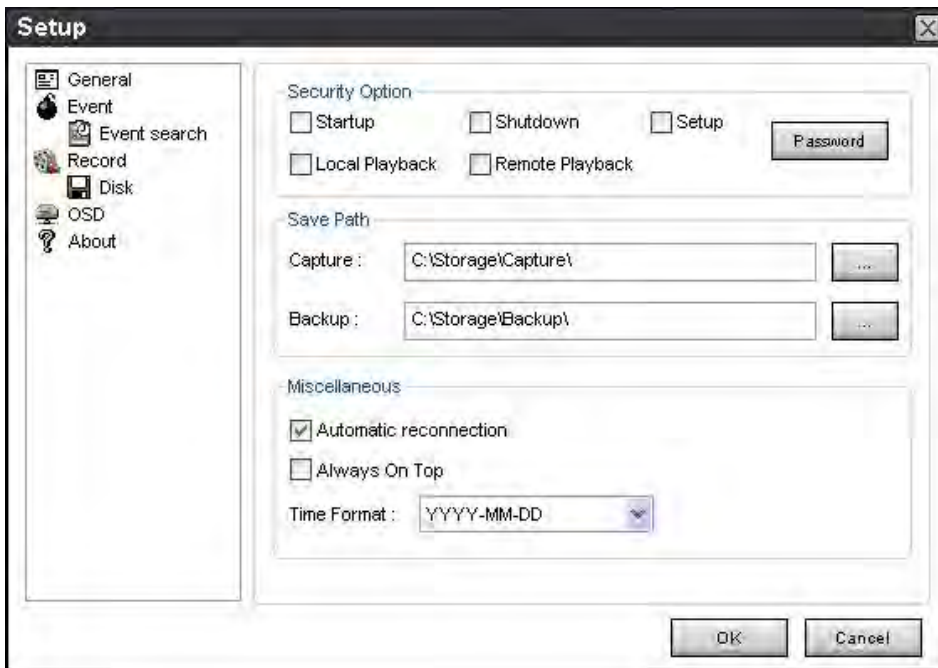 Setup
General
Event
Event search
Record
Disk
OSD
About
Security Option
Startup Shutdown Setup
Password
Local Playback Remote Playback
Save Path
Capture : C:\Storage\Capture\ ...
Backup : C:\Storage\Backup\ ...
Miscellaneous
Automatic reconnection
Always On Top
Time Format : YYYY-MM-DD
OK Cancel